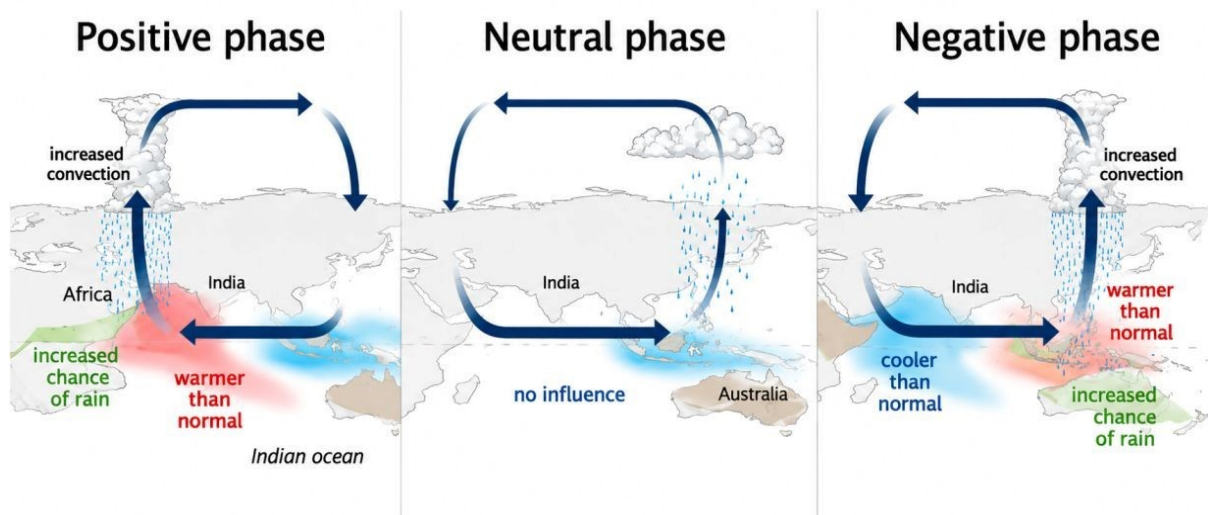 Positive phase
increased
convection
Africa
India
increased
chance
of rain
warmer
than
normal
Indian ocean
Neutral phase
India
no influence
Australia
Negative phase
increased
convection
India
warmer
than
normal
cooler
than
normal
increased
chance
of rain